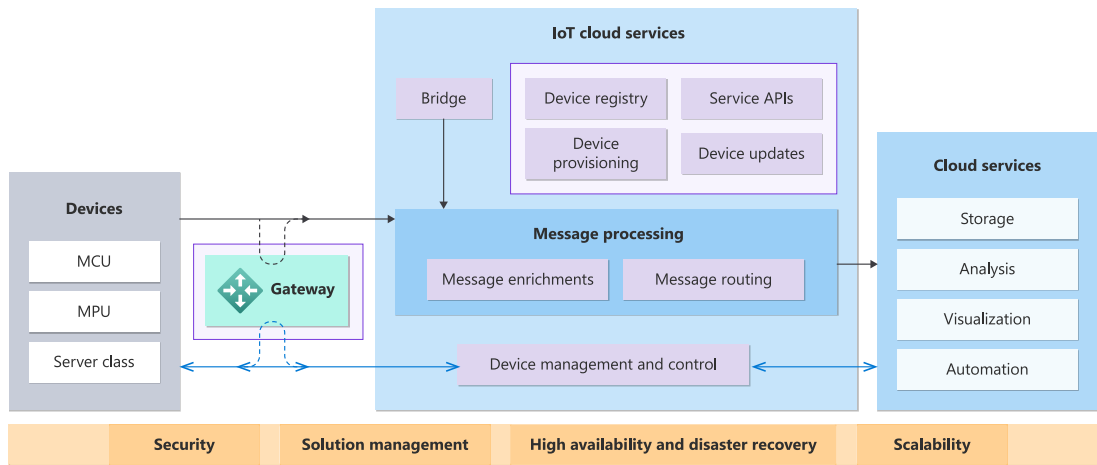 IoT cloud services
Bridge
Device registry
Service APIs
Device
provisioning
Device updates
Devices
MCU
MPU
Server class
Gateway
Message processing
Message enrichments
Message routing
Device management and control
Cloud services
Storage
Analysis
Visualization
Automation
Security
Solution management
High availability and disaster recovery
Scalability